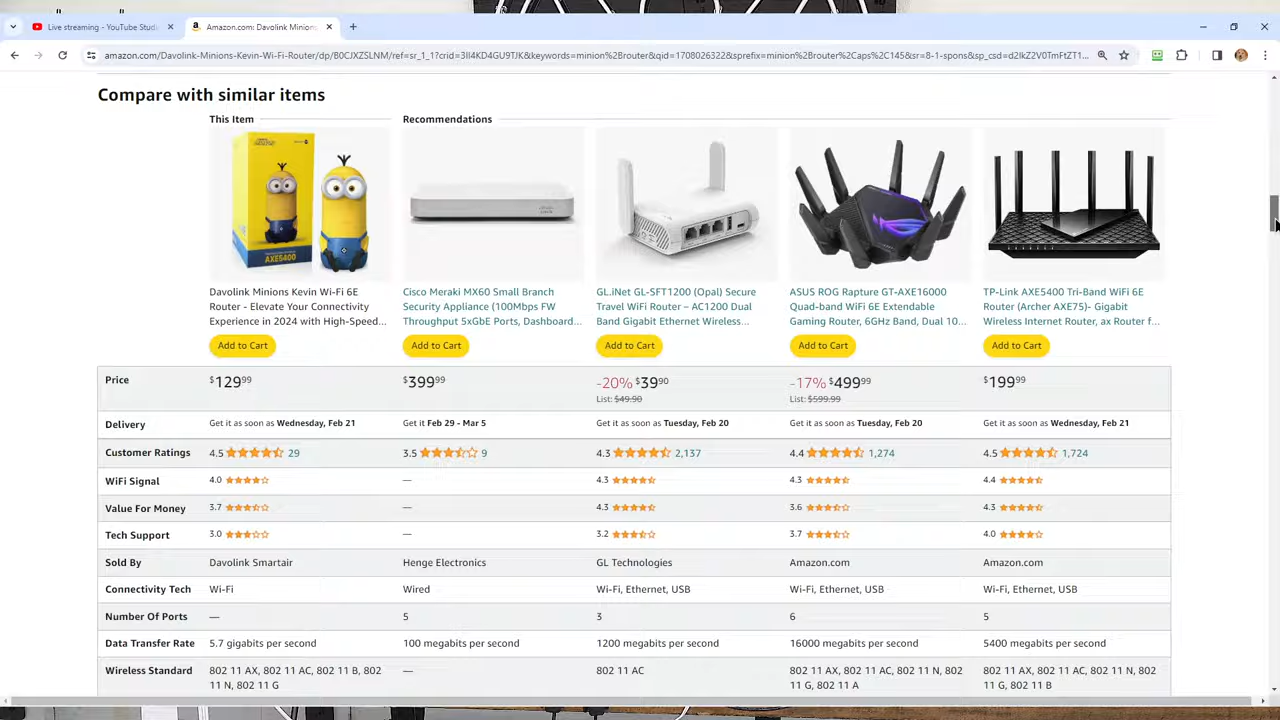 Live streaming - YouTube Studi
Amazon.com: Davolink Minions
amazon.com/Davolink-Minions-Kevin-Wi-Fi-Router/dp/B0CJXZSLNM/ref=sr_1_1?crid=3II4KD4GU9TJK&keywords=minion%2Brouter&qid=1708026322&sprefix=minion%2Brouter%2Caps%2C145&sr=8-1-spons&sp_csd=d2lkZ2V0TmFtZT1...
Compare with similar items
This Item
Recommendations
AXE5400
Davolink Minions Kevin Wi-Fi 6E
Router - Elevate Your Connectivity
Experience in 2024 with High-Speed...
Cisco Meraki MX60 Small Branch
Security Appliance (100Mbps FW
Throughput 5xGbE Ports, Dashboard...
GL.iNet GL-SFT1200 (Opal) Secure
Travel WiFi Router – AC1200 Dual
Band Gigabit Ethernet Wireless...
ASUS ROG Rapture GT-AXE16000
Quad-band WiFi 6E Extendable
Gaming Router, 6GHz Band, Dual 10...
TP-Link AXE5400 Tri-Band WiFi 6E
Router (Archer AXE75)- Gigabit
Wireless Internet Router, ax Router f...
Add to Cart Add to Cart Add to Cart Add to Cart Add to Cart
Price $129⁹⁹ $399⁹⁹ -20% $39⁹⁰ -17% $499⁹⁹ $199⁹⁹
List: $49.90 List: $599.99
Delivery Get it as soon as Wednesday, Feb 21 Get it Feb 29 - Mar 5 Get it as soon as Tuesday, Feb 20 Get it as soon as Tuesday, Feb 20 Get it as soon as Wednesday, Feb 21
Customer Ratings 4.5 29 3.5 9 4.3 2,137 4.4 1,274 4.5 1,724
WiFi Signal 4.0 — 4.3 4.3 4.4
Value For Money 3.7 — 4.3 3.6 4.3
Tech Support 3.0 — 3.2 3.7 4.0
Sold By Davolink Smartair Henge Electronics GL Technologies Amazon.com Amazon.com
Connectivity Tech Wi-Fi Wired Wi-Fi, Ethernet, USB Wi-Fi, Ethernet, USB Wi-Fi, Ethernet, USB
Number Of Ports — 5 3 6 5
Data Transfer Rate 5.7 gigabits per second 100 megabits per second 1200 megabits per second 16000 megabits per second 5400 megabits per second
Wireless Standard 802 11 AX, 802 11 AC, 802 11 B, 802 — 802 11 AC 802 11 AX, 802 11 AC, 802 11 N, 802 802 11 AX, 802 11 AC, 802 11 N, 802
11 N, 802 11 G 11 G, 802 11 A 11 G, 802 11 B